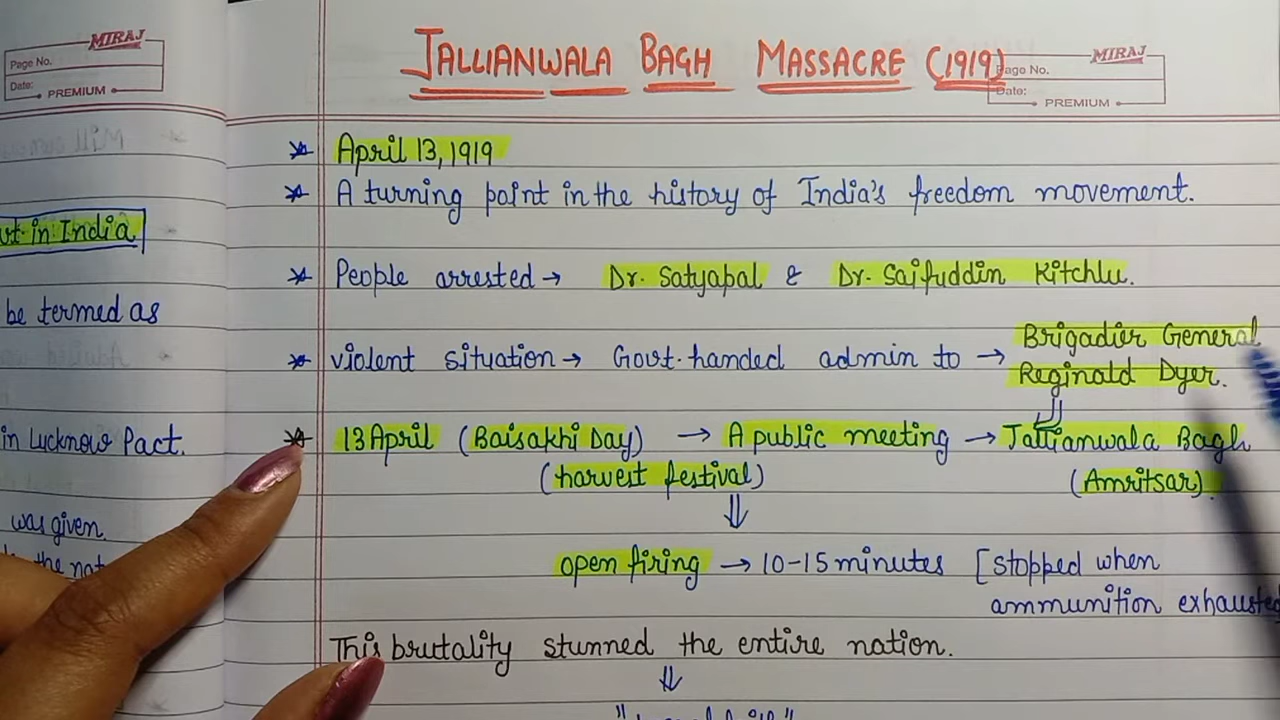 MIRAJ
Page No.
Date:
PREMIUM
JALLIANWALA BAGH MASSACRE (1919)
MIRAJ
Page No.
Date:
PREMIUM
* April 13, 1919
* A turning point in the history of India's freedom movement.
in India
* People arrested → Dr. Satyapal & Dr. Saifuddin Kitchlu.
be termed as
* violent situation → Govt. handed admin to → Brigadier General
Reginald Dyer.
in Lucknow Pact.
* 13 April (Baisakhi Day) → A public meeting → Jallianwala Bagh
(harvest festival) (Amritsar)
⇓
was given.
the
open firing → 10-15 minutes [stopped when
ammunition exhausted
This brutality stunned the entire nation.
⇓